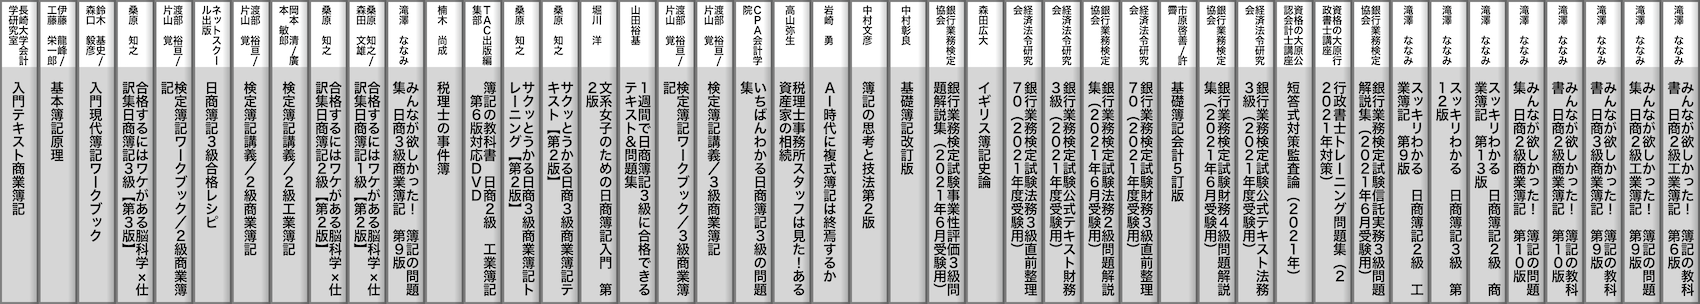 滝澤 ななみ
みんなが欲しかった! 簿記の教科
書 日商2級工業簿記 第6版
滝澤 ななみ
みんなが欲しかった! 簿記の問題
集 日商2級工業簿記 第9版
滝澤 ななみ
みんなが欲しかった! 簿記の教科
書 日商3級商業簿記 第9版
滝澤 ななみ
みんなが欲しかった! 簿記の教科
書 日商2級商業簿記 第10版
滝澤 ななみ
みんなが欲しかった! 簿記の問題
集 日商2級商業簿記 第10版
滝澤 ななみ
スッキリわかる 日商簿記2級 商
業簿記 第13版
滝澤 ななみ
スッキリわかる 日商簿記3級 第
12版
滝澤 ななみ
スッキリわかる 日商簿記2級 工
業簿記 第9版
銀行業務検定
協会
銀行業務検定試験信託実務3級問題
解説集(2021年6月受験用)
資格の大原行
政書士講座
行政書士トレーニング問題集(2
2021年対策)
資格の大原公
認会計士講座
短答式対策監査論(2021年)
経済法令研究
会
銀行業務検定試験公式テキスト法務
3級(2021年度受験用)
銀行業務検定
協会
銀行業務検定試験財務4級問題解説
集(2021年6月受験用)
市原啓善/許
霽
基礎簿記会計5訂版
経済法令研究
会
銀行業務検定試験財務3級直前整理
70(2021年度受験用)
銀行業務検定
協会
銀行業務検定試験法務2級問題解説
集(2021年6月受験用)
経済法令研究
会
銀行業務検定試験公式テキスト財務
3級(2021年度受験用)
経済法令研究
会
銀行業務検定試験法務3級直前整理
70(2021年度受験用)
森田広大
イギリス簿記史論
銀行業務検定
協会
銀行業務検定試験事業性評価3級問
題解説集(2021年6月受験用)
中村彰良
基礎簿記改訂版
中村文彦
簿記の思考と技法第2版
岩崎 勇
AI時代に複式簿記は終焉するか
高山弥生
税理士事務所スタッフは見た!ある
資産家の相続
CPA会計学
院
いちばんわかる日商簿記3級の問題
集
渡部 裕亘/
片山 覚
検定簿記講義/3級商業簿記
渡部 裕亘/
片山 覚
検定簿記ワークブック/3級商業簿
記
山田裕基
1週間で日商簿記3級に合格できる
テキスト&問題集
堀川 洋
文系女子のための日商簿記入門 第
2版
桑原 知之
サクッとうかる日商3級商業簿記テ
キスト【第2版】
桑原 知之
サクッとうかる日商3級商業簿記ト
レーニング【第2版】
TAC出版編
集部
簿記の教科書 日商2級 工業簿記
第6版対応DVD
楠木 尚成
税理士の事件簿
滝澤 ななみ
みんなが欲しかった! 簿記の問題
集 日商3級商業簿記 第9版
桑原 知之/
森田 文雄
合格するにはワケがある脳科学×仕
訳集日商簿記1級【第2版】
桑原 知之
合格するにはワケがある脳科学×仕
訳集日商簿記2級【第2版】
岡本 清/廣
本 敏郎
検定簿記講義/2級工業簿記
渡部 裕亘/
片山 覚
検定簿記講義/2級商業簿記
ネットスクー
ル出版
日商簿記3級合格レシピ
渡部 裕亘/
片山 覚
検定簿記ワークブック/2級商業簿
記
桑原 知之
合格するにはワケがある脳科学×仕
訳集日商簿記3級【第3版】
鈴木 基史/
森口 毅彦
入門現代簿記ワークブック
伊藤 龍峰/
工藤 栄一郎
基本簿記原理
長崎大学会計
学研究室
入門テキスト商業簿記